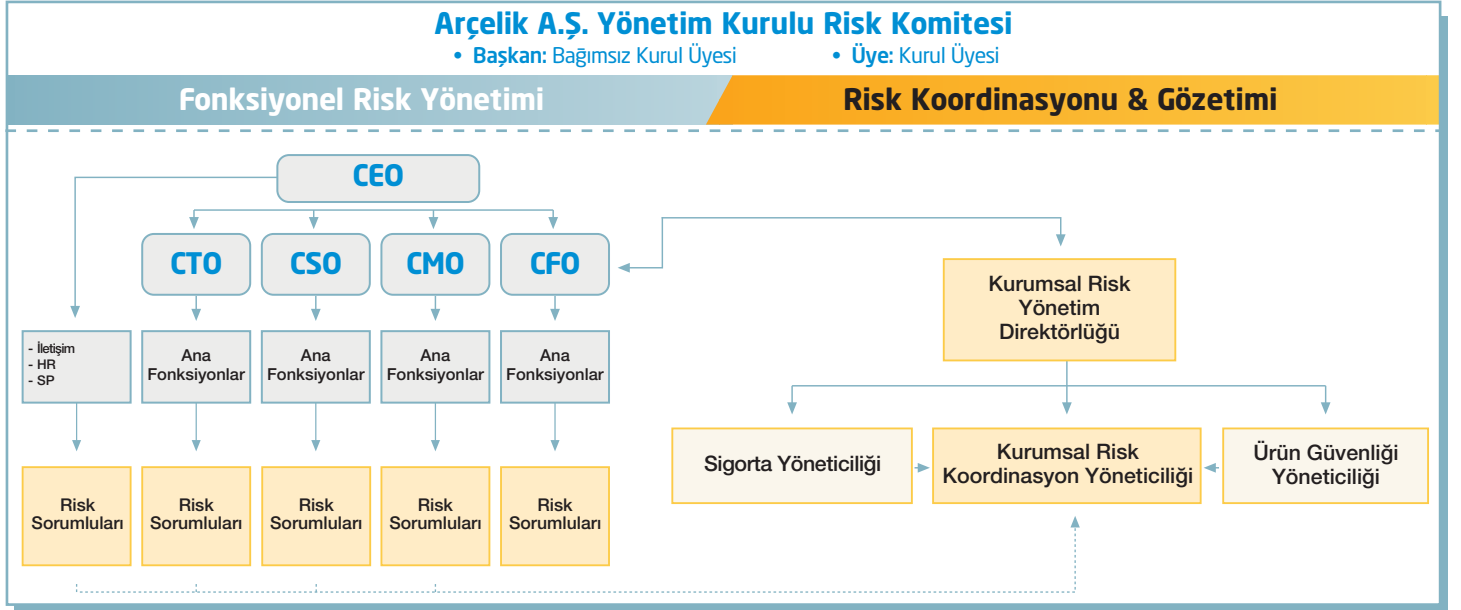 Arçelik A.Ş. Yönetim Kurulu Risk Komitesi
• Başkan: Bağımsız Kurul Üyesi • Üye: Kurul Üyesi
Fonksiyonel Risk Yönetimi
Risk Koordinasyonu & Gözetimi
CEO
CTO
CSO
CMO
CFO
- İletişim
- HR
- SP
Ana
Fonksiyonlar
Ana
Fonksiyonlar
Ana
Fonksiyonlar
Ana
Fonksiyonlar
Risk
Sorumluları
Risk
Sorumluları
Risk
Sorumluları
Risk
Sorumluları
Risk
Sorumluları
Kurumsal Risk
Yönetim
Direktörlüğü
Sigorta Yöneticiliği
Kurumsal Risk
Koordinasyon Yöneticiliği
Ürün Güvenliği
Yöneticiliği